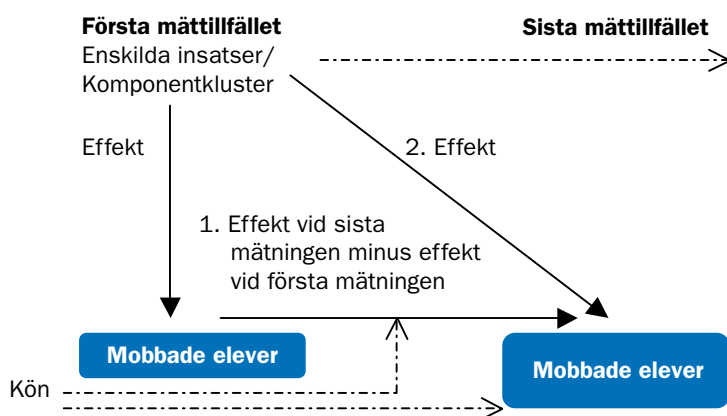 Första mättillfället
Sista mättillfället
Enskilda insatser/
Komponentkluster
Effekt
2. Effekt
1. Effekt vid sista
mätningen minus effekt
vid första mätningen
Mobbade elever
Mobbade elever
Kön